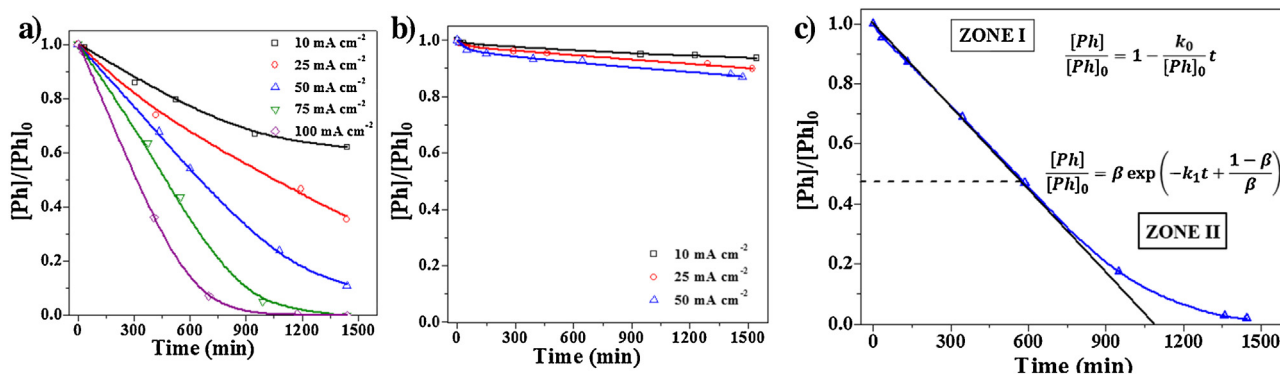 a)
[Ph]/[Ph]₀
1.0
0.8
0.6
0.4
0.2
0.0
10 mA cm⁻²
25 mA cm⁻²
50 mA cm⁻²
75 mA cm⁻²
100 mA cm⁻²
0 300 600 900 1200 1500
Time (min)
b)
[Ph]/[Ph]₀
1.0
0.8
0.6
0.4
0.2
0.0
10 mA cm⁻²
25 mA cm⁻²
50 mA cm⁻²
0 300 600 900 1200 1500
Time (min)
c)
[Ph]/[Ph]₀
1.0
0.8
0.6
0.4
0.2
0.0
ZONE I
[Ph]/[Ph]₀ = 1 − k₀/[Ph]₀ t
[Ph]/[Ph]₀ = β exp(−k₁t + (1 − β)/β)
ZONE II
0 300 600 900 1200 1500
Time (min)